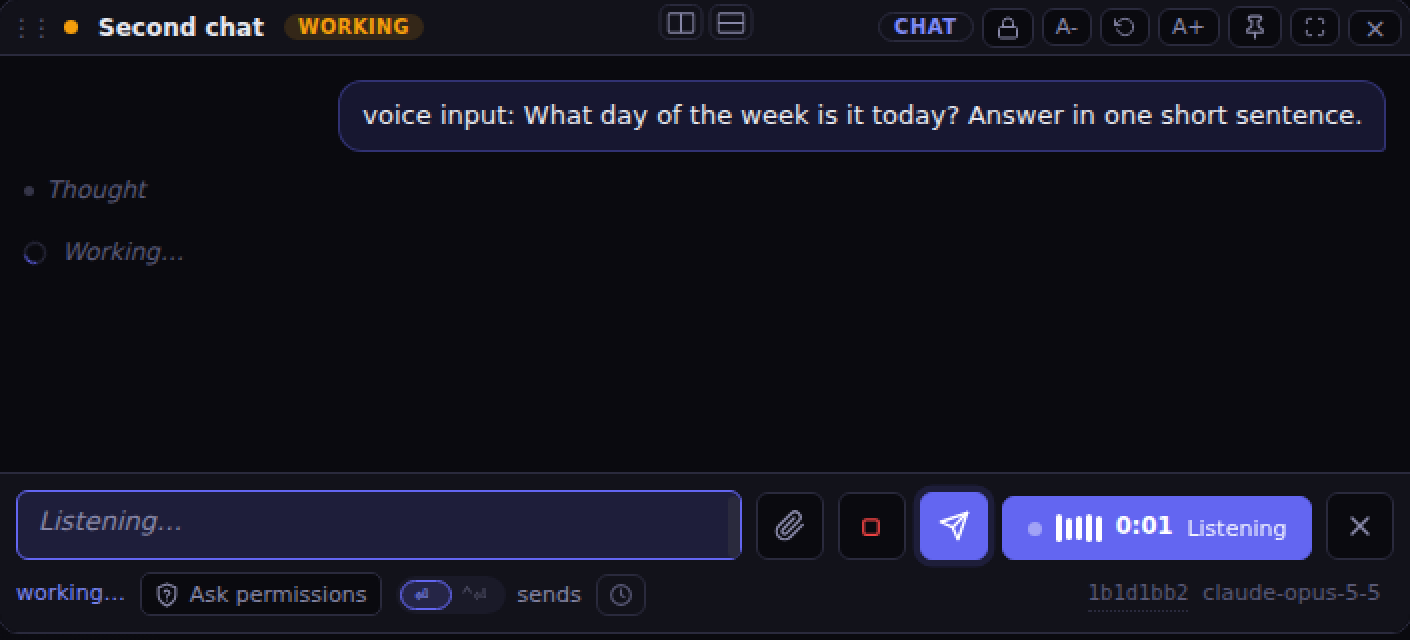 Second chat WORKING CHAT A- A+
voice input: What day of the week is it today? Answer in one short sentence.
Thought
Working…
Listening…
0:01 Listening
working… Ask permissions ⏎ ^⏎ sends 1b1d1bb2 claude-opus-5-5